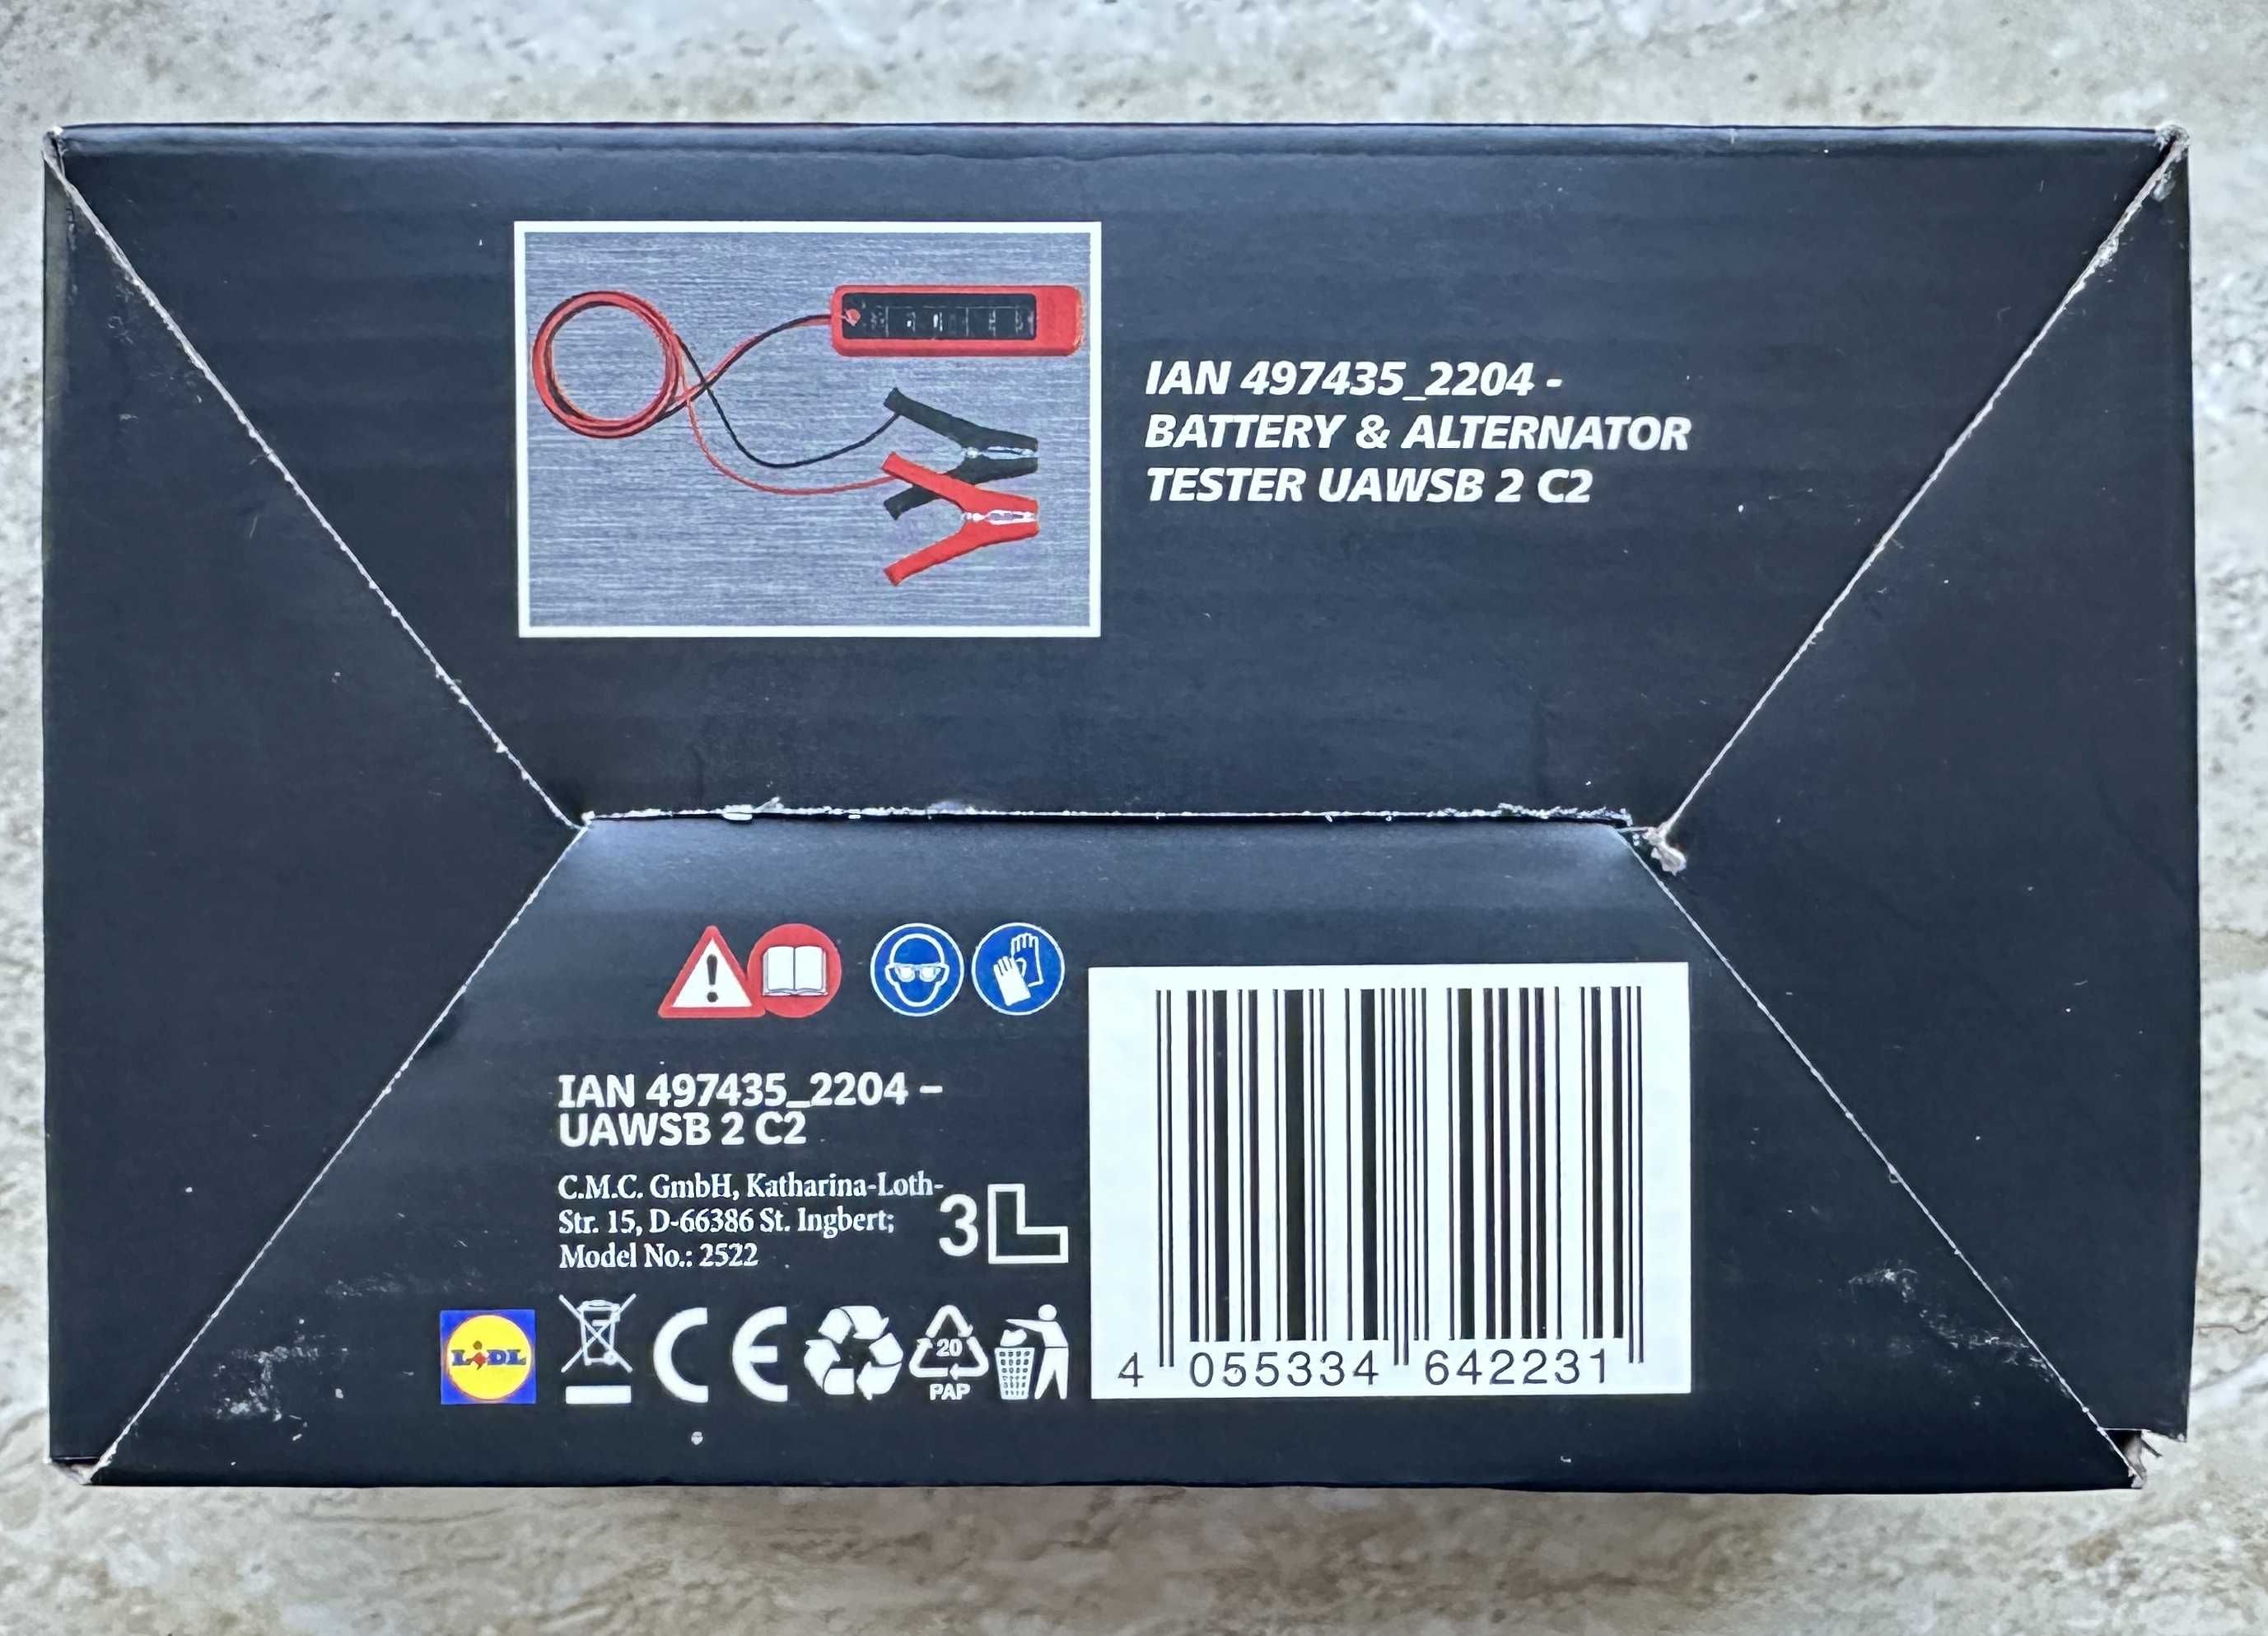 IAN 497435_2204 -
BATTERY & ALTERNATOR
TESTER UAWSB 2 C2
IAN 497435_2204 –
UAWSB 2 C2
C.M.C. GmbH, Katharina-Loth-
Str. 15, D-66386 St. Ingbert;
Model No.: 2522
3L
LIDL
CE
20
PAP
4 055334 642231